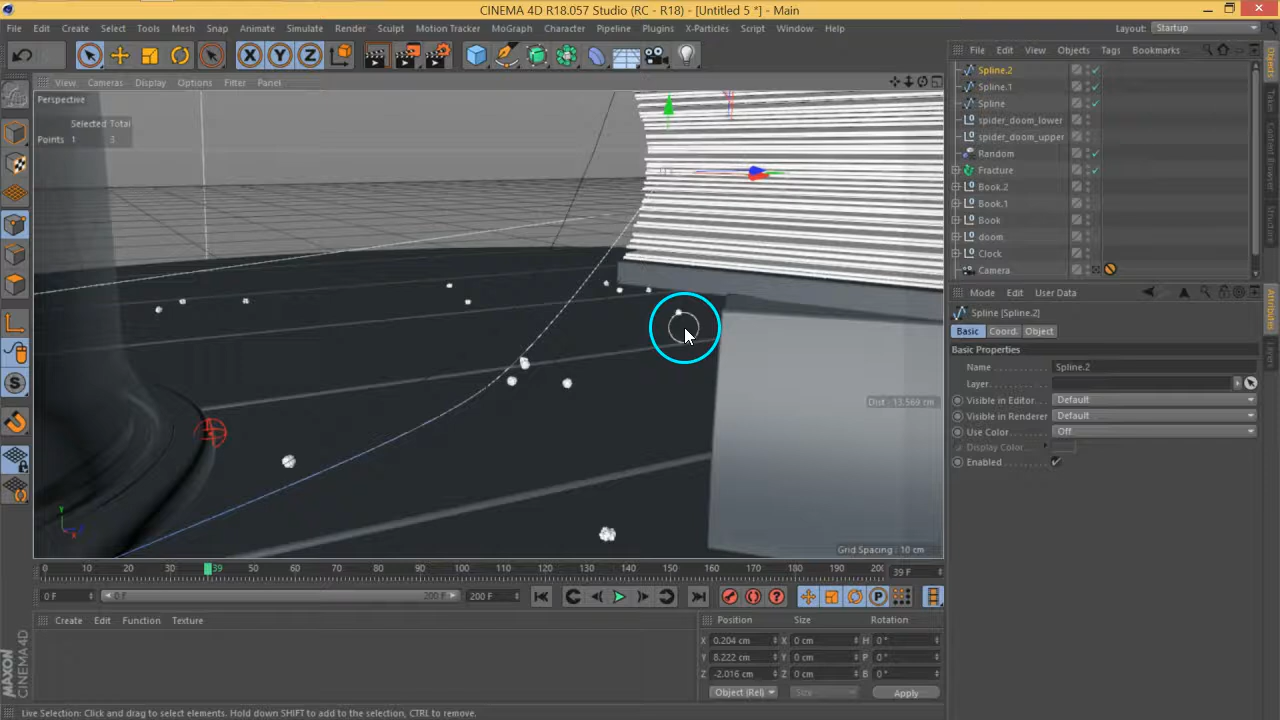 CINEMA 4D R18.057 Studio (RC - R18) - [Untitled 5 *] - Main
File Edit Create Select Tools Mesh Snap Animate Simulate Render Sculpt Motion Tracker MoGraph Character Pipeline Plugins X-Particles Script Window Help
Layout: Startup
X Y Z
File Edit View Objects Tags Bookmarks
View Cameras Display Options Filter Panel
Perspective
Selected Total
Points 1 3
Spline.2
Spline.1
Spline
spider_doom_lower
spider_doom_upper
Random
Fracture
Book.2
Book.1
Book
doom
Clock
Camera
Objects
Takes
Content Browser
Structure
Attributes
Layers
Mode Edit User Data
Spline [Spline.2]
Basic Coord. Object
Basic Properties
Name Spline.2
Layer
Visible in Editor Default
Visible in Renderer Default
Use Color Off
Display Color
Enabled
Dist - 13.569 cm
Grid Spacing : 10 cm
0 10 20 30 39 50 60 70 80 90 100 110 120 130 140 150 160 170 180 190 200
39 F
0 F 0 F 200 F 200 F
P
Create Edit Function Texture
Position Size Rotation
X 0.204 cm X 0 cm H 0 °
Y 8.222 cm Y 0 cm P 0 °
Z -2.016 cm Z 0 cm B 0 °
Object (Rel) Size Apply
MAXON CINEMA 4D
Live Selection: Click and drag to select elements. Hold down SHIFT to add to the selection, CTRL to remove.